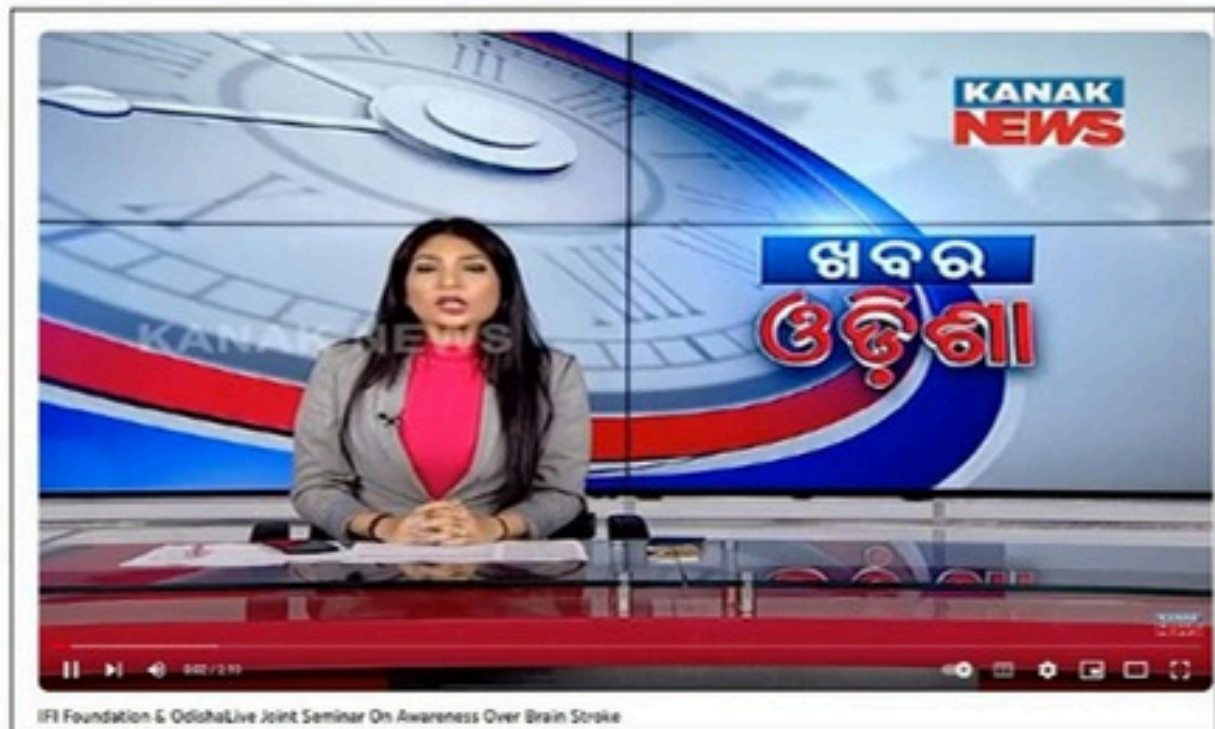 KANAK
NEWS
ଖବର
ଓଡ଼ିଶା
KANAK NEWS
IFI Foundation & OdishaLive Joint Seminar On Awareness Over Brain Stroke